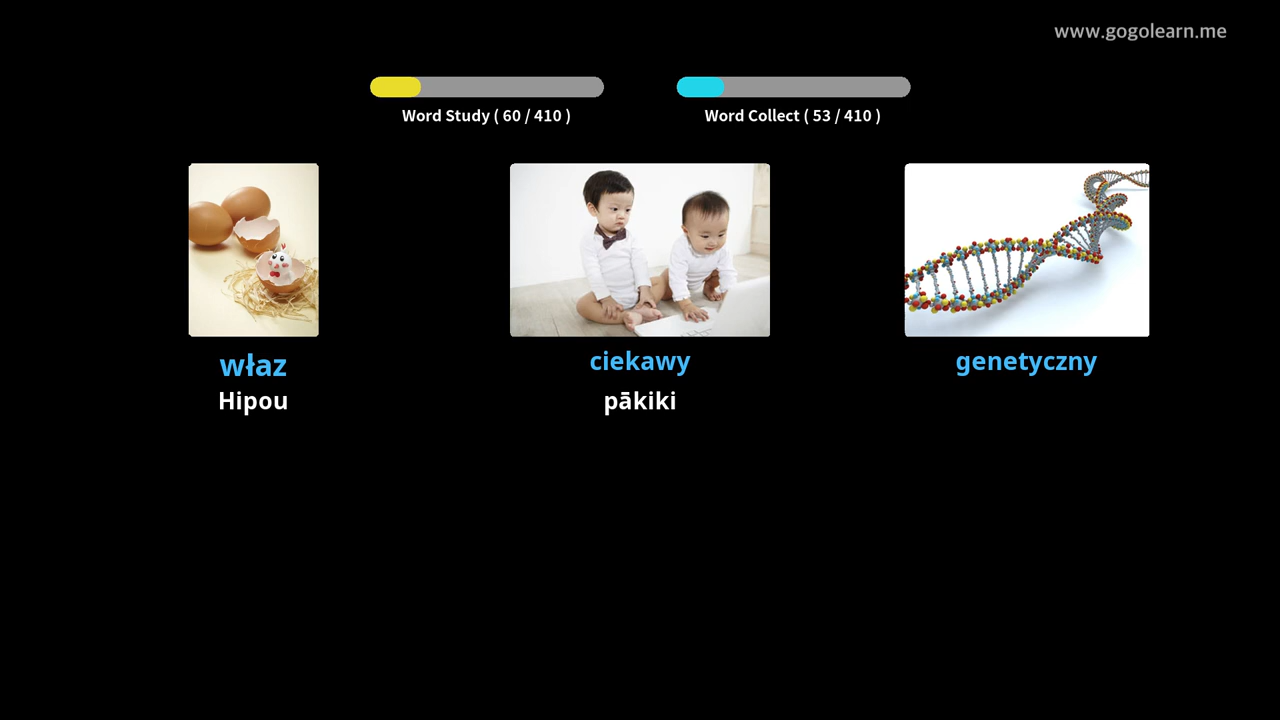 www.gogolearn.me
Word Study ( 60 / 410 )
Word Collect ( 53 / 410 )
właz
ciekawy
genetyczny
Hipou
pākiki